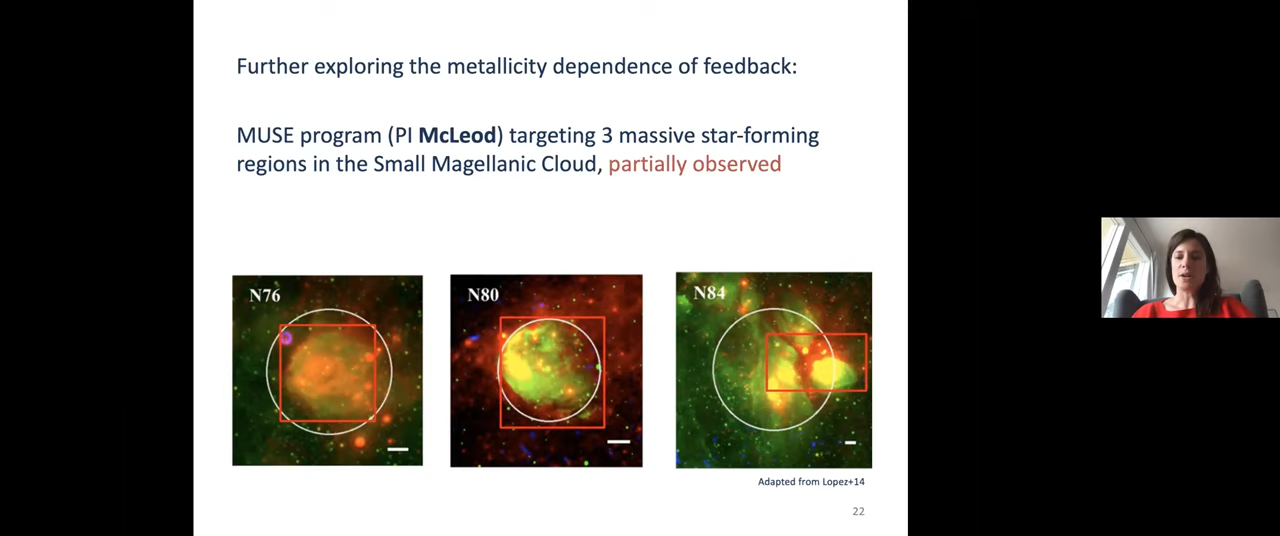 Further exploring the metallicity dependence of feedback:
MUSE program (PI McLeod) targeting 3 massive star-forming
regions in the Small Magellanic Cloud, partially observed
N76
N80
N84
Adapted from Lopez+14
22